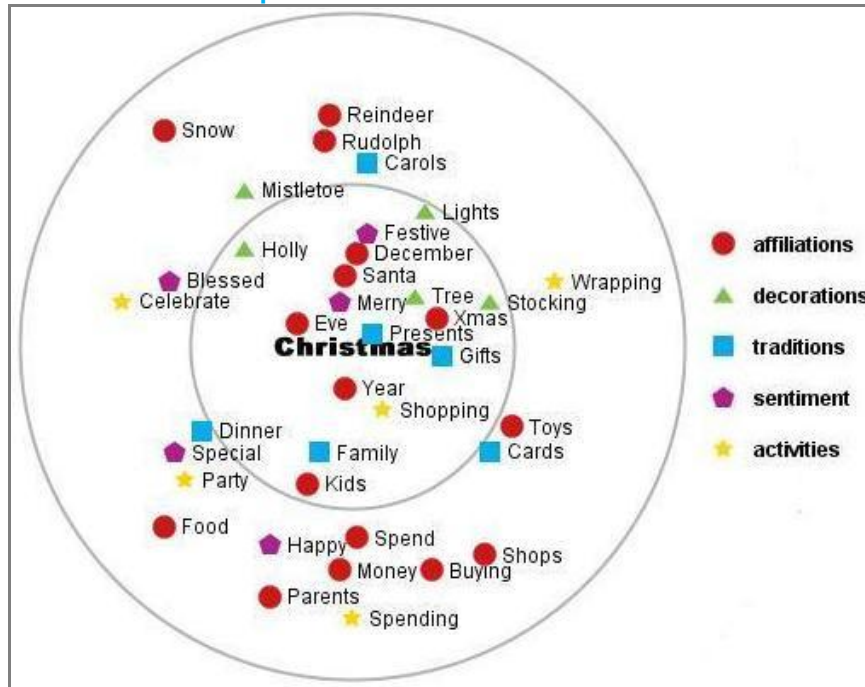 Reindeer
Snow
Rudolph
Carols
Mistletoe
Lights
Festive
Holly
December
Santa
Blessed
Wrapping
Celebrate
Merry
Tree
Stocking
Eve
Xmas
Presents
Christmas
Gifts
Year
Shopping
Toys
Dinner
Special
Family
Cards
Party
Kids
Food
Spend
Happy
Shops
Money
Buying
Parents
Spending
affiliations
decorations
traditions
sentiment
activities